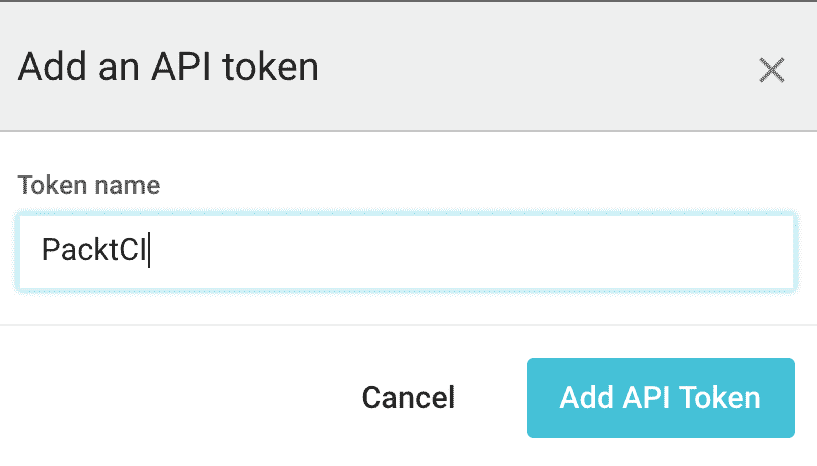 Add an API token
Token name
PacktCI
Cancel
Add API Token